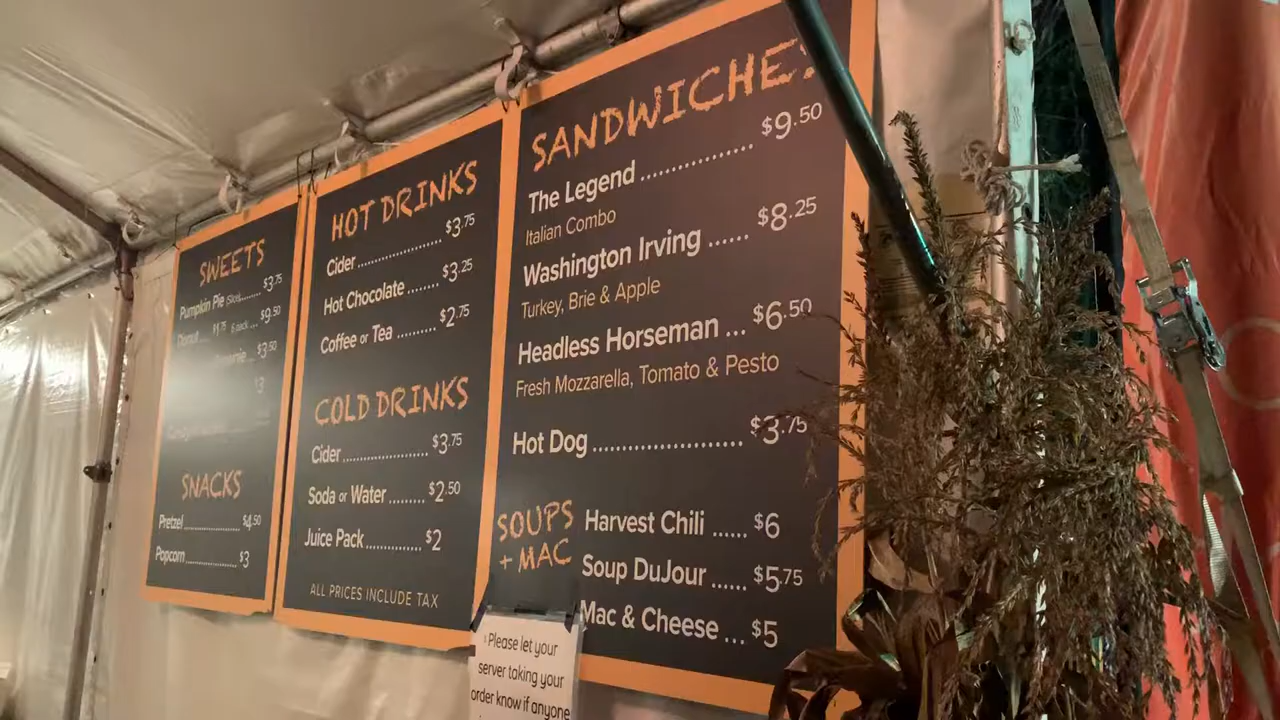 SWEETS
Pumpkin Pie (Slice)........$3.75
Donut.... $1.75 6 pack....$9.50
$3.50
SNACKS
Pretzel....................$4.50
Popcorn....................$3
HOT DRINKS
Cider....................$3.75
Hot Chocolate.......$3.25
Coffee or Tea........$2.75
COLD DRINKS
Cider..........................$3.75
Soda or Water........$2.50
Juice Pack.............$2
ALL PRICES INCLUDE TAX
SANDWICHES
The Legend....................$9.50
Italian Combo
Washington Irving......$8.25
Turkey, Brie & Apple
Headless Horseman...$6.50
Fresh Mozzarella, Tomato & Pesto
Hot Dog..........................$3.75
SOUPS
+ MAC
Harvest Chili.....$6
Soup DuJour......$5.75
Mac & Cheese...$5
Please let your
server taking your
order know if anyone